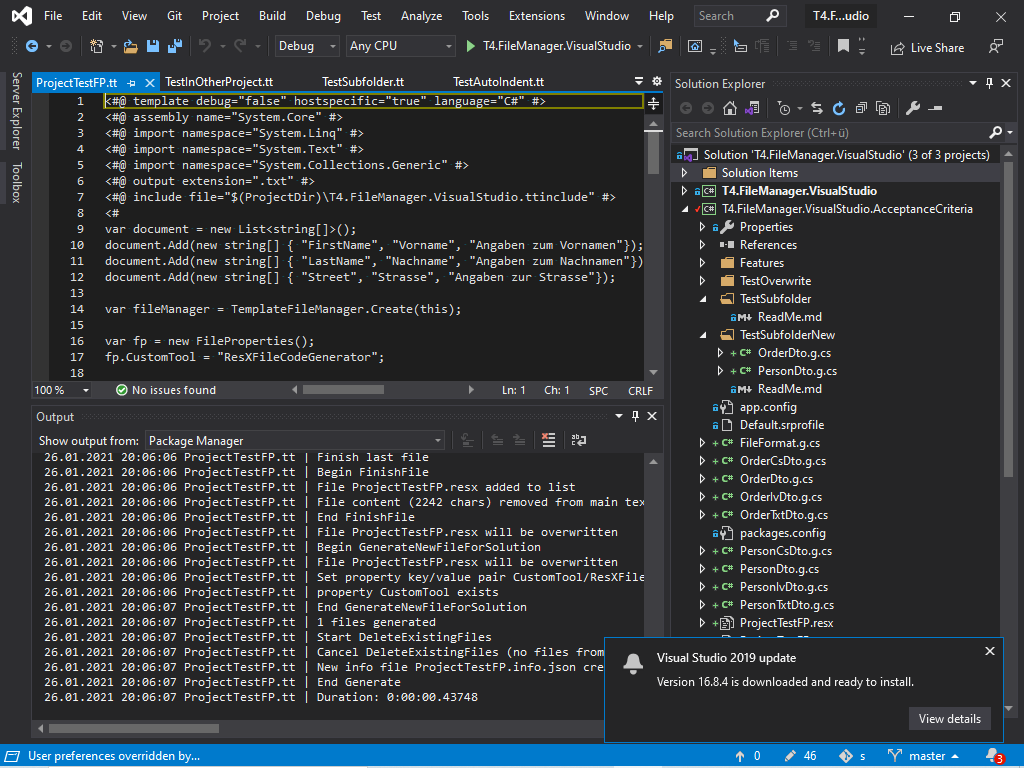 File Edit View Git Project Build Debug Test Analyze Tools Extensions Window Help Search T4.F...udio
Debug Any CPU T4.FileManager.VisualStudio Live Share
Server Explorer
Toolbox
ProjectTestFP.tt TestInOtherProject.tt TestSubfolder.tt TestAutoIndent.tt
1 <#@ template debug="false" hostspecific="true" language="C#" #>
2 <#@ assembly name="System.Core" #>
3 <#@ import namespace="System.Linq" #>
4 <#@ import namespace="System.Text" #>
5 <#@ import namespace="System.Collections.Generic" #>
6 <#@ output extension=".txt" #>
7 <#@ include file="$(ProjectDir)\T4.FileManager.VisualStudio.ttinclude" #>
8 <#
9 var document = new List<string[]>();
10 document.Add(new string[] { "FirstName", "Vorname", "Angaben zum Vornamen"});
11 document.Add(new string[] { "LastName", "Nachname", "Angaben zum Nachnamen"})
12 document.Add(new string[] { "Street", "Strasse", "Angaben zur Strasse"});
13
14 var fileManager = TemplateFileManager.Create(this);
15
16 var fp = new FileProperties();
17 fp.CustomTool = "ResXFileCodeGenerator";
18
100 % No issues found Ln: 1 Ch: 1 SPC CRLF
Output
Show output from: Package Manager
26.01.2021 20:06:06 ProjectTestFP.tt | Finish last file
26.01.2021 20:06:06 ProjectTestFP.tt | Begin FinishFile
26.01.2021 20:06:06 ProjectTestFP.tt | File ProjectTestFP.resx added to list
26.01.2021 20:06:06 ProjectTestFP.tt | File content (2242 chars) removed from main tex
26.01.2021 20:06:06 ProjectTestFP.tt | End FinishFile
26.01.2021 20:06:06 ProjectTestFP.tt | File ProjectTestFP.resx will be overwritten
26.01.2021 20:06:06 ProjectTestFP.tt | Begin GenerateNewFileForSolution
26.01.2021 20:06:06 ProjectTestFP.tt | File ProjectTestFP.resx will be overwritten
26.01.2021 20:06:06 ProjectTestFP.tt | Set property key/value pair CustomTool/ResXFile
26.01.2021 20:06:06 ProjectTestFP.tt | property CustomTool exists
26.01.2021 20:06:07 ProjectTestFP.tt | End GenerateNewFileForSolution
26.01.2021 20:06:07 ProjectTestFP.tt | 1 files generated
26.01.2021 20:06:07 ProjectTestFP.tt | Start DeleteExistingFiles
26.01.2021 20:06:07 ProjectTestFP.tt | Cancel DeleteExistingFiles (no files from
26.01.2021 20:06:07 ProjectTestFP.tt | New info file ProjectTestFP.info.json cre
26.01.2021 20:06:07 ProjectTestFP.tt | End Generate
26.01.2021 20:06:07 ProjectTestFP.tt | Duration: 0:00:00.43748
Solution Explorer
Search Solution Explorer (Ctrl+ü)
Solution 'T4.FileManager.VisualStudio' (3 of 3 projects)
Solution Items
C# T4.FileManager.VisualStudio
C# T4.FileManager.VisualStudio.AcceptanceCriteria
Properties
References
Features
TestOverwrite
TestSubfolder
M↓ ReadMe.md
TestSubfolderNew
+ C# OrderDto.g.cs
+ C# PersonDto.g.cs
M↓ ReadMe.md
app.config
Default.srprofile
+ C# FileFormat.g.cs
+ C# OrderCsDto.g.cs
+ C# OrderDto.g.cs
+ C# OrderIvDto.g.cs
+ C# OrderTxtDto.g.cs
packages.config
+ C# PersonCsDto.g.cs
+ C# PersonDto.g.cs
+ C# PersonIvDto.g.cs
+ C# PersonTxtDto.g.cs
+ ProjectTestFP.resx
Visual Studio 2019 update
Version 16.8.4 is downloaded and ready to install.
View details
User preferences overridden by... 0 46 s master 3